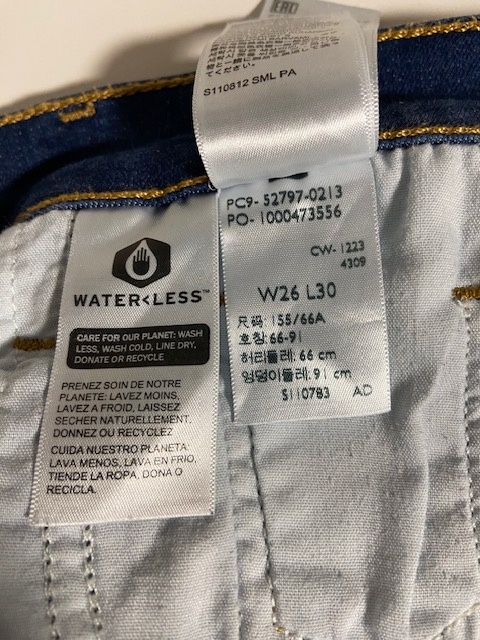 S110812 SML PA
PC9- 52797-0213
PO- 1000473556
CW-1223
4309
W26 L30
尺码: 155/66A
호칭: 66-91
허리둘레: 66 cm
엉덩이둘레: 91 cm
S110783 AD
WATER<LESS™
CARE FOR OUR PLANET: WASH
LESS, WASH COLD, LINE DRY,
DONATE OR RECYCLE
PRENEZ SOIN DE NOTRE
PLANETE: LAVEZ MOINS,
LAVEZ A FROID, LAISSEZ
SECHER NATURELLEMENT,
DONNEZ OU RECYCLEZ
CUIDA NUESTRO PLANETA:
LAVA MENOS, LAVA EN FRIO,
TIENDE LA ROPA, DONA O
RECICLA.